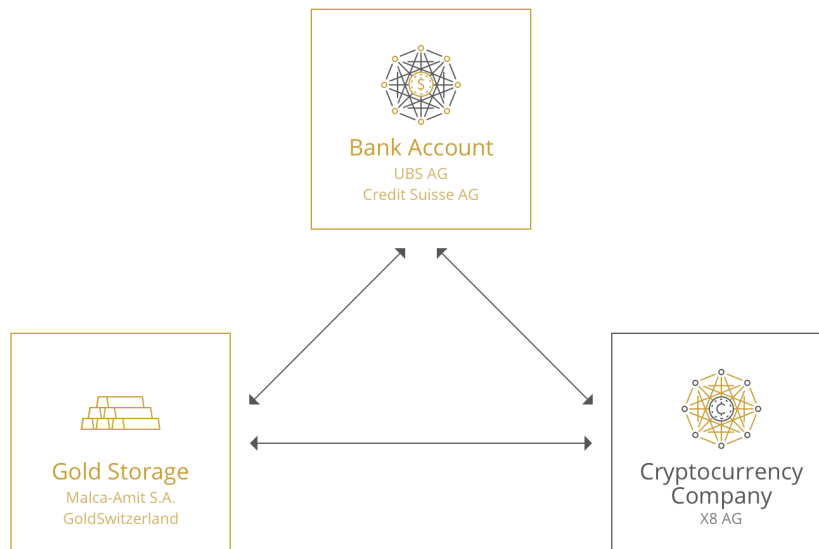 $
Bank Account
UBS AG
Credit Suisse AG
Gold Storage
Malca-Amit S.A.
GoldSwitzerland
C
Cryptocurrency
Company
X8 AG